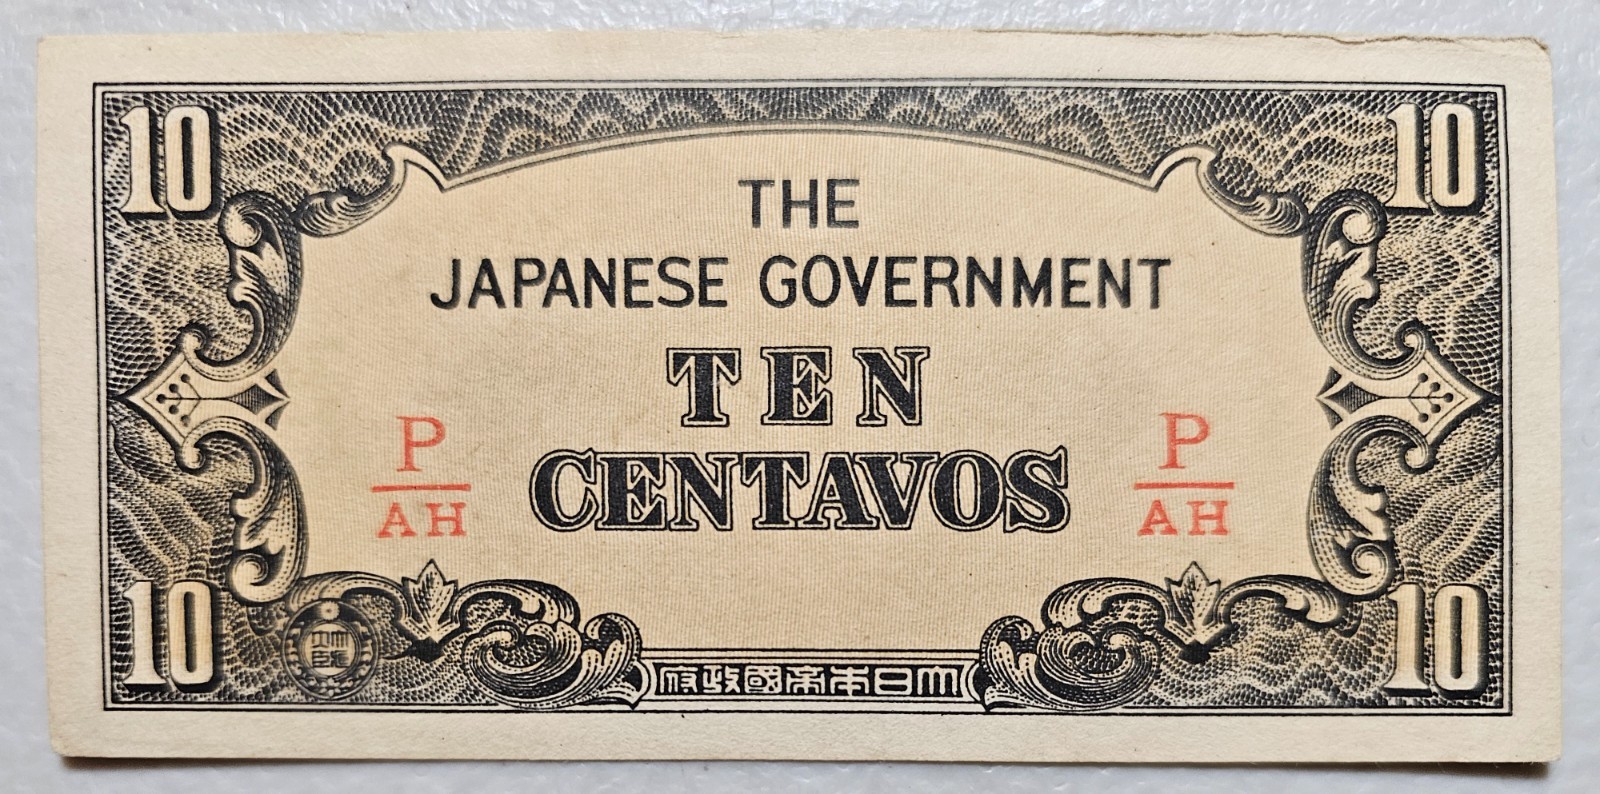 10 10
THE
JAPANESE GOVERNMENT
TEN
P P
AH AH
CENTAVOS
10 10
府政國帝本日大